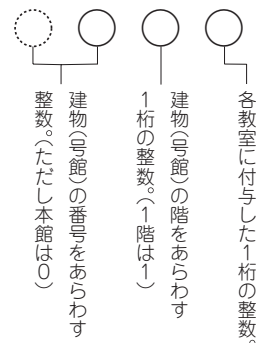 各教室に付与した1桁の整数。
建物(号館)の階をあらわす
1桁の整数。(1階は1)
建物(号館)の番号をあらわす
整数。(ただし本館は0)